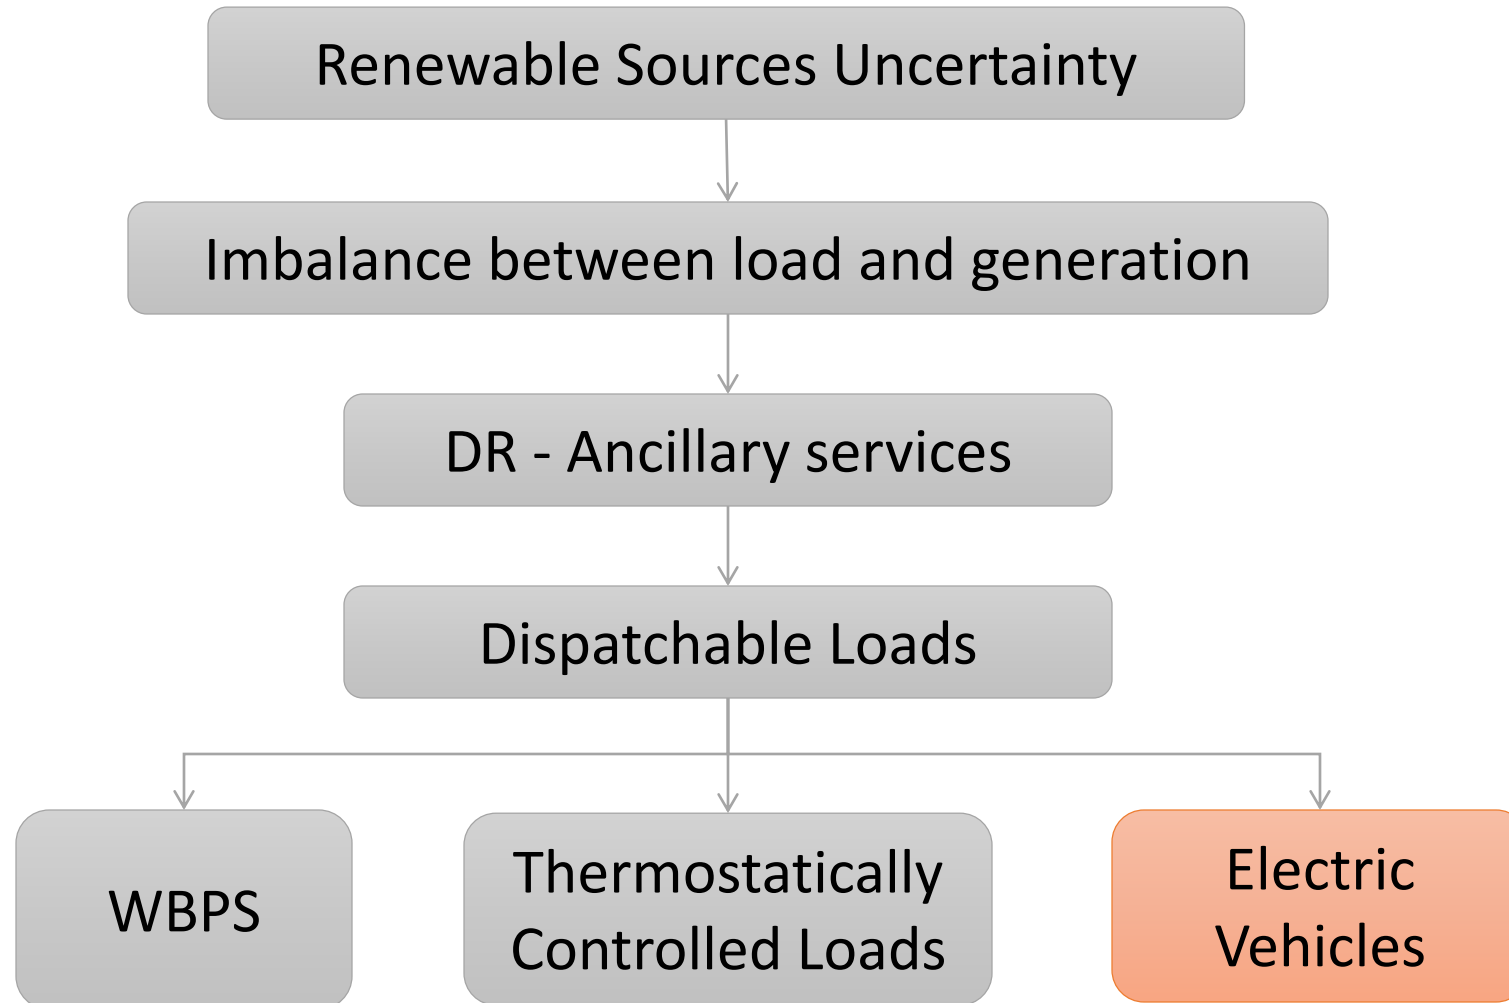 Renewable Sources Uncertainty
Imbalance between load and generation
DR - Ancillary services
Dispatchable Loads
WBPS
Thermostatically
Controlled Loads
Electric
Vehicles